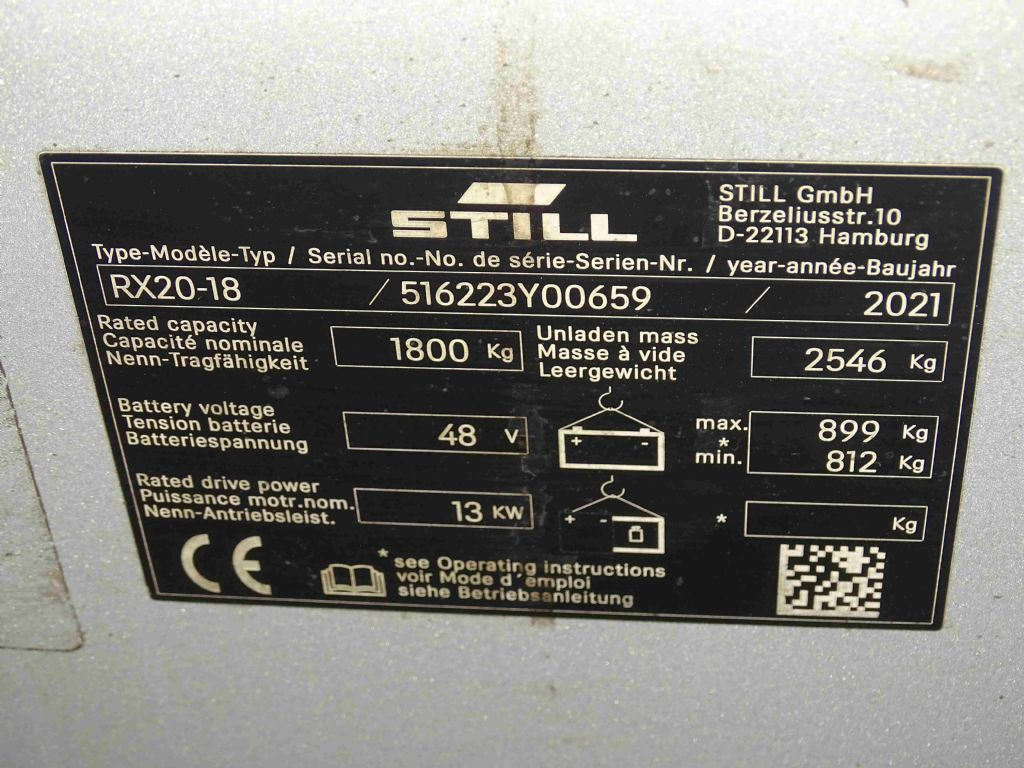 STILL
STILL GmbH
Berzeliusstr.10
D-22113 Hamburg
Type-Modèle-Typ / Serial no.-No. de série-Serien-Nr. / year-année-Baujahr
RX20-18 / 516223Y00659 / 2021
Rated capacity
Capacité nominale
Nenn-Tragfähigkeit
1800 Kg
Unladen mass
Masse à vide
Leergewicht
2546 Kg
Battery voltage
Tension batterie
Batteriespannung
48 V
+ -
max. 899 Kg
*
min. 812 Kg
Rated drive power
Puissance motr.nom.
Nenn-Antriebsleist.
13 KW
+ -
* Kg
CE
* see Operating instructions
voir Mode d´emploi
siehe Betriebsanleitung